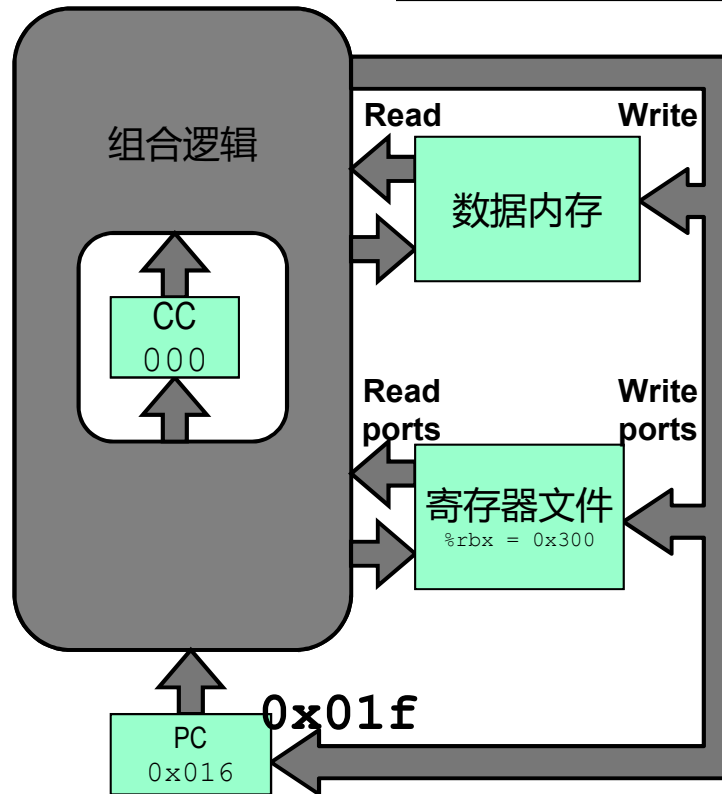 组合逻辑
Read
Write
数据内存
CC
000
Read
ports
Write
ports
寄存器文件
%rbx = 0x300
0x01f
PC
0x016